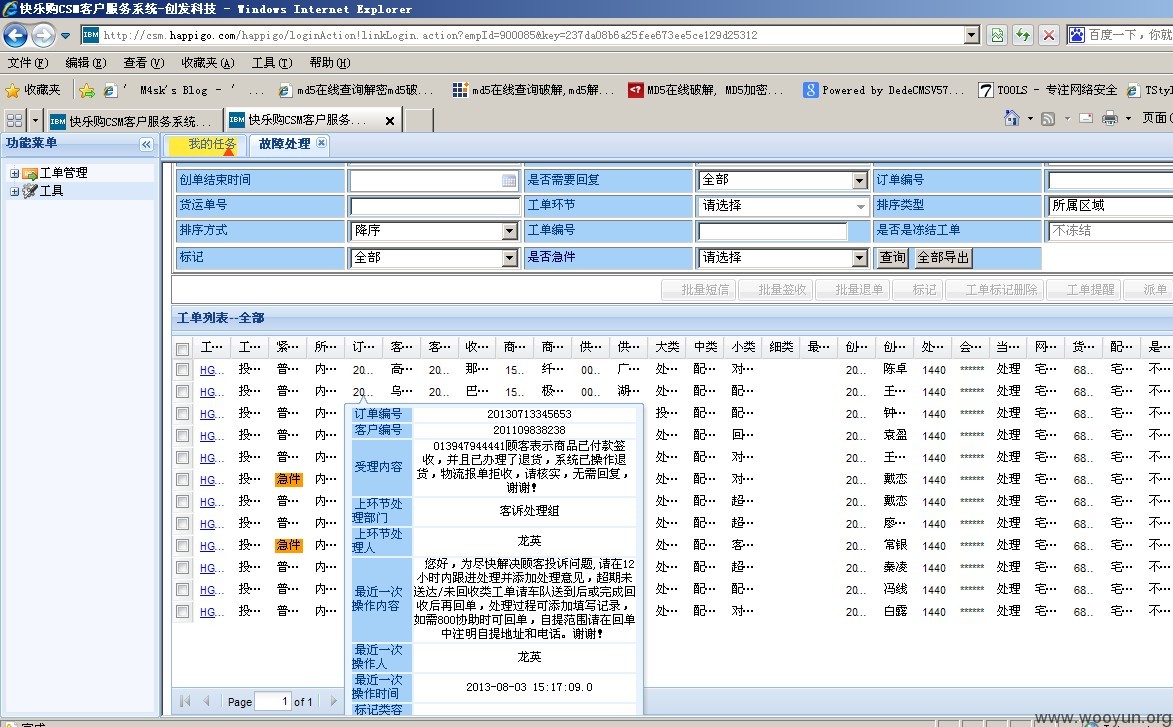 快乐购CSM客户服务系统-创发科技 - Windows Internet Explorer
http://csm.happigo.com/happigo/loginAction!linkLogin.action?empId=900085&key=237da08b6a25fee673ee5ce129d25312
百度一下，你就
文件(F) 编辑(E) 查看(V) 收藏夹(A) 工具(T) 帮助(H)
收藏夹 ' M4sk's Blog - ' ... md5在线查询解密md5破... md5在线查询破解,md5解... MD5在线破解, MD5加密... Powered by DedeCMSV57... TOOLS - 专注网络安全 TSty
快乐购CSM客户服务系统... 快乐购CSM客户服务... 页面(
功能菜单 我的任务 故障处理
工单管理
工具
创单结束时间 是否需要回复 全部 订单编号
货运单号 工单环节 请选择 排序类型 所属区域
排序方式 降序 工单编号 是否是冻结工单 不冻结
标记 全部 是否急件 请选择 查询 全部导出
批量短信 批量签收 批量退单 标记 工单标记删除 工单提醒 派单
工单列表--全部
工… 工… 紧… 所… 订… 客… 客… 收… 商… 商… 供… 供… 大类 中类 小类 细类 最… 创… 创… 处… 会… 当… 网… 货… 配… 是…
HG... 投… 普… 内… 20... 高… 20... 那… 15... 纤… 00... 广… 处… 配… 对… 20... 陈卓 1440 ****** 处理 宅… 68... 宅… 不…
HG... 投… 普… 内… 20... 乌… 20... 巴… 15... 极… 00... 湖… 处… 配… 配… 20... 王… 1440 ****** 处理 宅… 68... 宅… 不…
HG... 投… 普… 内… 投… 配… 配… 20... 钟… 1440 ****** 处理 宅… 68... 宅… 不…
HG... 投… 普… 内… 处… 配… 回… 20... 袁盈 1440 ****** 处理 宅… 68... 宅… 不…
HG... 投… 普… 内… 处… 配… 对… 20... 王… 1440 ****** 处理 宅… 68... 宅… 不…
HG... 投… 急件 内… 处… 配… 对… 20... 戴恋 1440 ****** 处理 宅… 68... 宅… 不…
HG... 投… 普… 内… 处… 配… 超… 20... 戴恋 1440 ****** 处理 宅… 68... 宅… 不…
HG... 投… 普… 内… 处… 配… 超… 20... 廖… 1440 ****** 处理 宅… 68... 宅… 不…
HG... 投… 急件 内… 处… 配… 客… 20... 常银 1440 ****** 处理 宅… 68... 宅… 不…
HG... 投… 普… 内… 处… 配… 超… 20... 秦凌 1440 ****** 处理 宅… 68... 宅… 不…
HG... 投… 普… 内… 处… 配… 配… 20... 冯线 1440 ****** 处理 宅… 68... 宅… 不…
HG... 投… 普… 内… 处… 配… 对… 20... 白露 1440 ****** 处理 宅… 68... 宅… 不…
订单编号 20130713345653
客户编号 201109838238
受理内容 013947944441顾客表示商品已付款签
收，并且已办理了退货，系统已操作退
货，物流报单拒收，请核实，无需回复，
谢谢！
上环节处
理部门 客诉处理组
上环节处
理人 龙英
最近一次
操作内容 您好，为尽快解决顾客投诉问题,请在12
小时内跟进处理并添加处理意见，超期未
送达/未回收类工单请车队送到后或完成回
收后再回单，处理过程可添加填写记录，
如需800协助时可回单，自提范围请在回单
中注明自提地址和电话。谢谢！
最近一次
操作人 龙英
最近一次
操作时间 2013-08-03 15:17:09.0
标记类容
Page 1 of 1
完成
www.wooyun.org